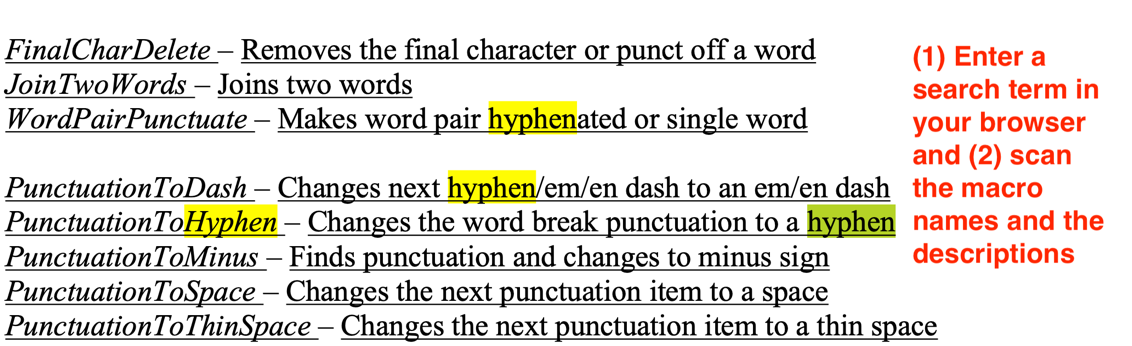 FinalCharDelete – Removes the final character or punct off a word
JoinTwoWords – Joins two words
WordPairPunctuate – Makes word pair hyphenated or single word
PunctuationToDash – Changes next hyphen/em/en dash to an em/en dash
PunctuationToHyphen – Changes the word break punctuation to a hyphen
PunctuationToMinus – Finds punctuation and changes to minus sign
PunctuationToSpace – Changes the next punctuation item to a space
PunctuationToThinSpace – Changes the next punctuation item to a thin space
(1) Enter a
search term in
your browser
and (2) scan
the macro
names and the
descriptions